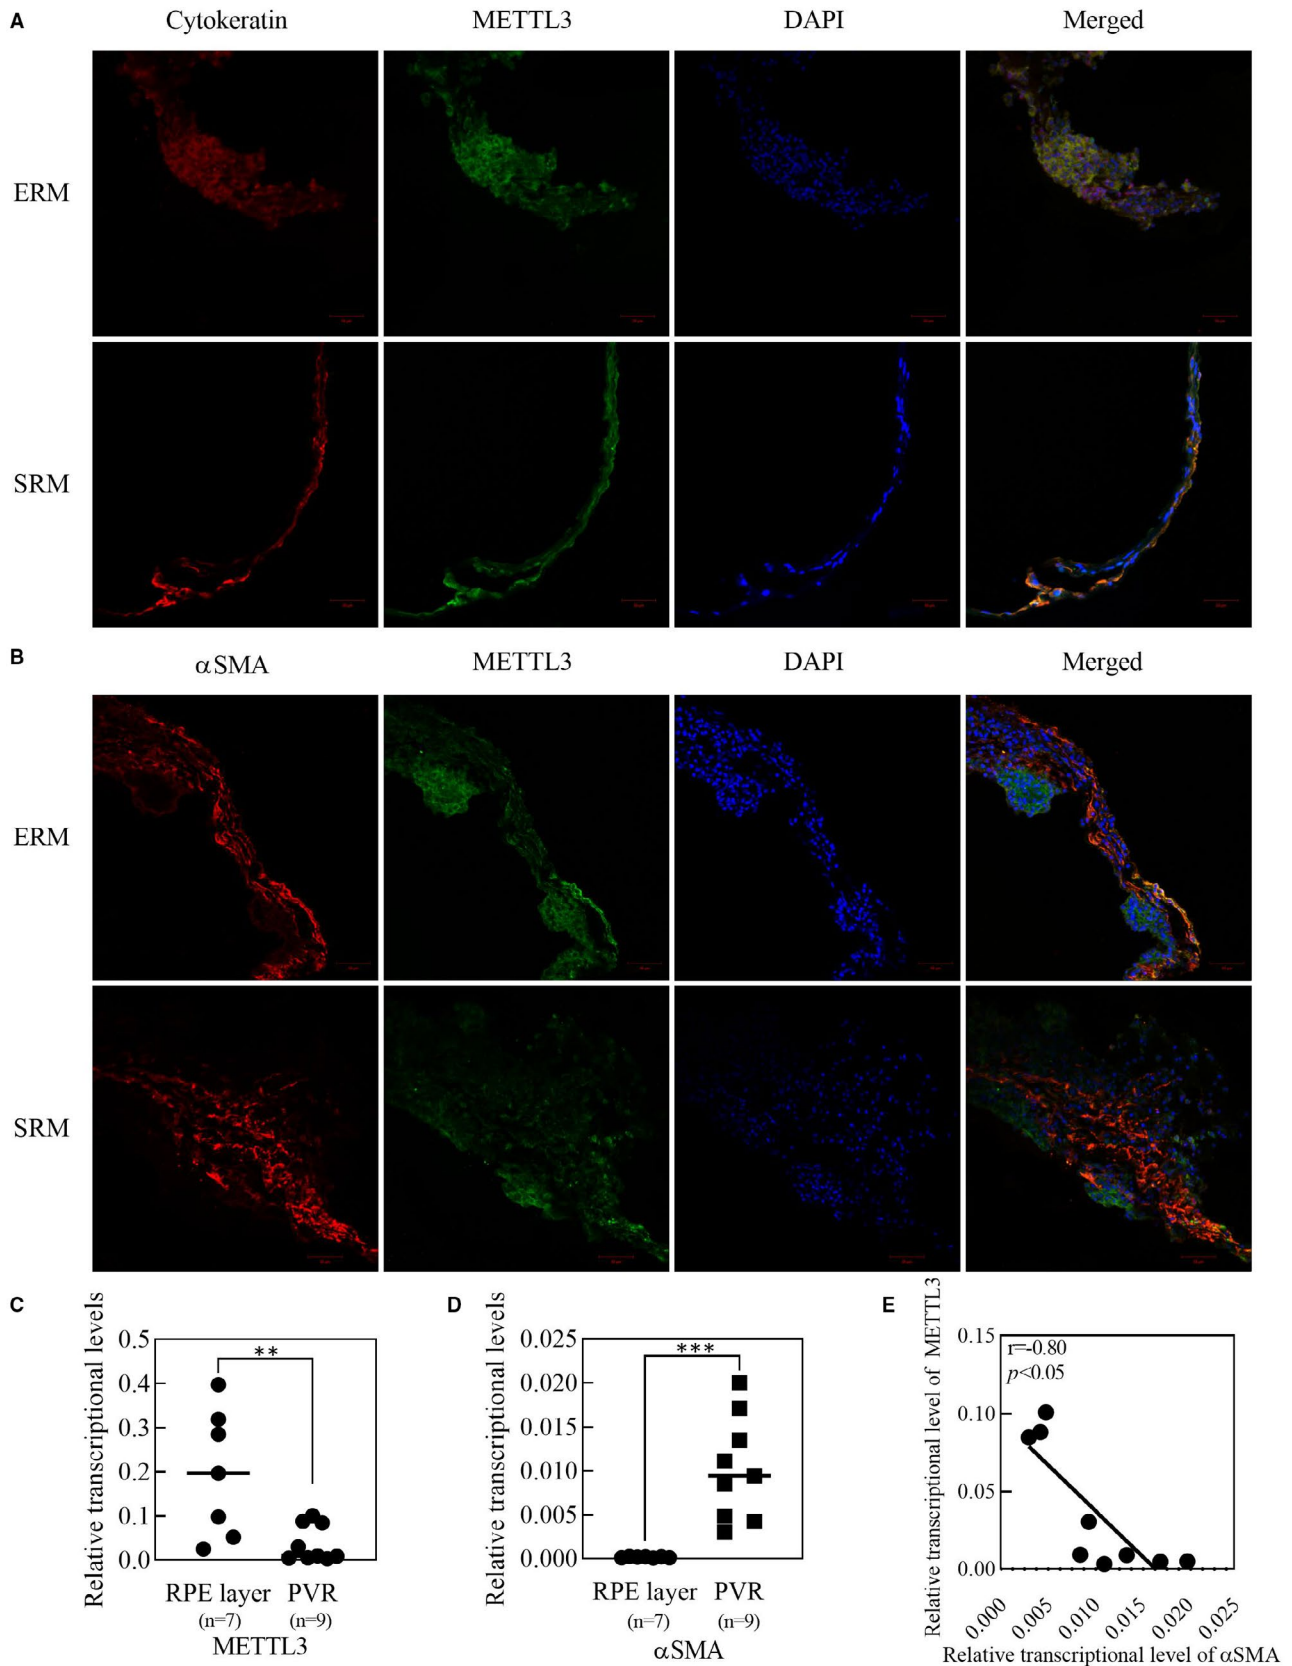 A
Cytokeratin METTL3 DAPI Merged
ERM
SRM
B
αSMA METTL3 DAPI Merged
ERM
SRM
C
Relative transcriptional levels
0.5
0.4
0.3
0.2
0.1
0.0
**
RPE layer PVR
(n=7) (n=9)
METTL3
D
Relative transcriptional levels
0.025
0.020
0.015
0.010
0.005
0.000
***
RPE layer PVR
(n=7) (n=9)
αSMA
E
Relative transcriptional level of METTL3
0.15
0.10
0.05
0.00
r=-0.80
p<0.05
0.000 0.005 0.010 0.015 0.020 0.025
Relative transcriptional level of αSMA